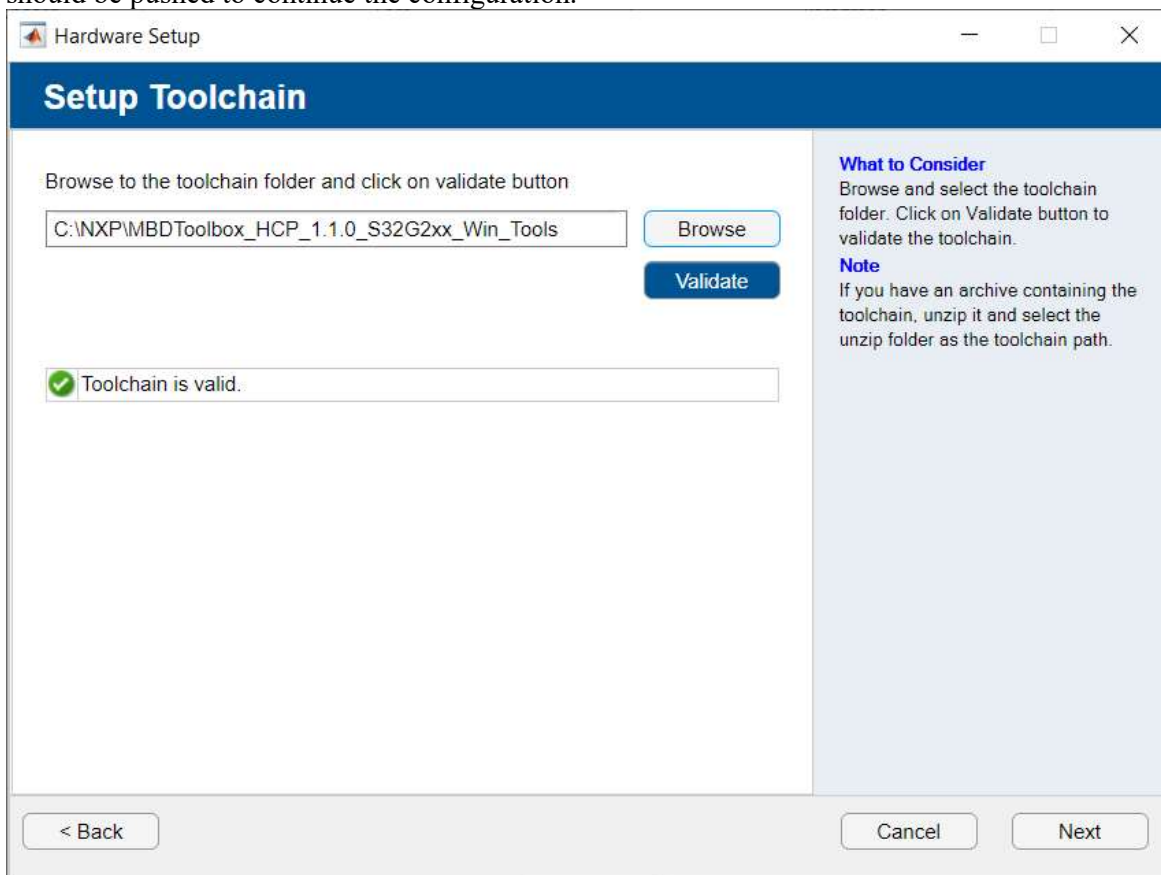 should be pushed to continue the configuration.
Hardware Setup
Setup Toolchain
Browse to the toolchain folder and click on validate button
C:\NXP\MBDToolbox_HCP_1.1.0_S32G2xx_Win_Tools
Browse
Validate
Toolchain is valid.
What to Consider
Browse and select the toolchain
folder. Click on Validate button to
validate the toolchain.
Note
If you have an archive containing the
toolchain, unzip it and select the
unzip folder as the toolchain path.
< Back
Cancel
Next